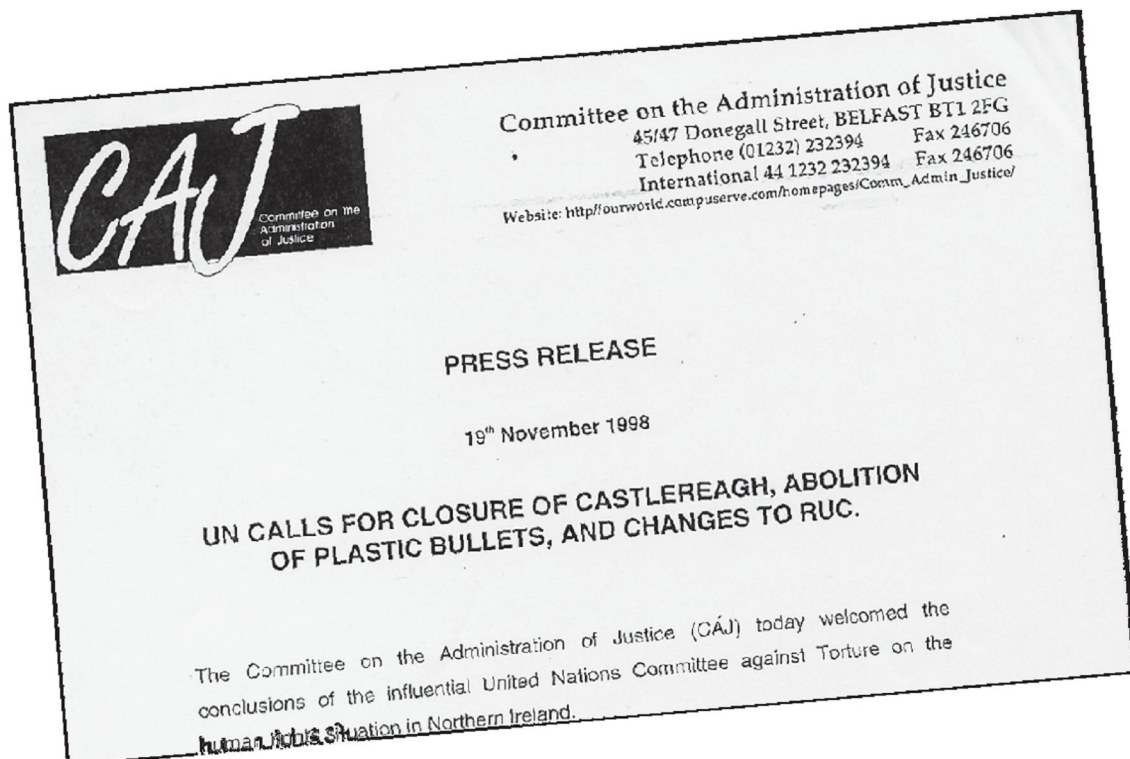 CAJ
Committee on the
Administration
of Justice
Committee on the Administration of Justice
45/47 Donegall Street, BELFAST BT1 2FG
Telephone (01232) 232394 Fax 246706
International 44 1232 232394 Fax 246706
Website: http//ourworld.compuserve.com/homepages/Comm_Admin_Justice/
PRESS RELEASE
19th November 1998
UN CALLS FOR CLOSURE OF CASTLEREAGH, ABOLITION
OF PLASTIC BULLETS, AND CHANGES TO RUC.
The Committee on the Administration of Justice (CAJ) today welcomed the
conclusions of the influential United Nations Committee against Torture on the
human rights situation in Northern Ireland.